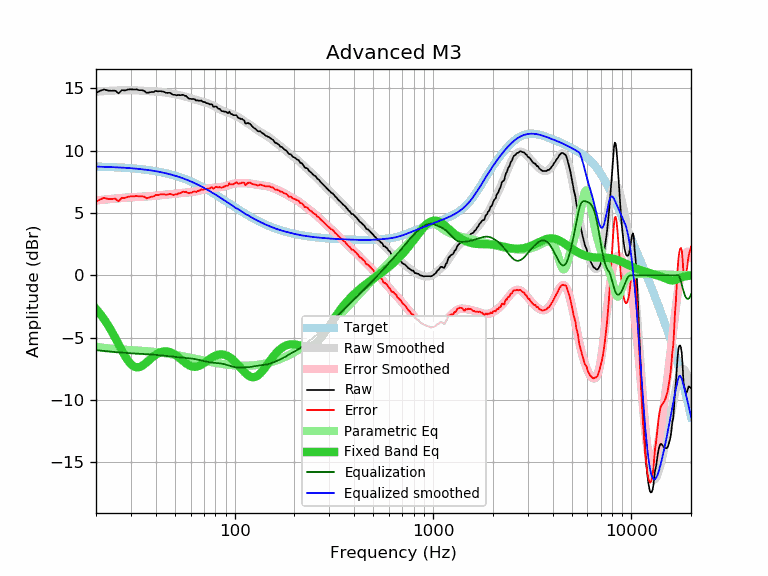 Advanced M3
15
10
5
0
−5
−10
−15
Amplitude (dBr)
Target
Raw Smoothed
Error Smoothed
Raw
Error
Parametric Eq
Fixed Band Eq
Equalization
Equalized smoothed
100
1000
10000
Frequency (Hz)